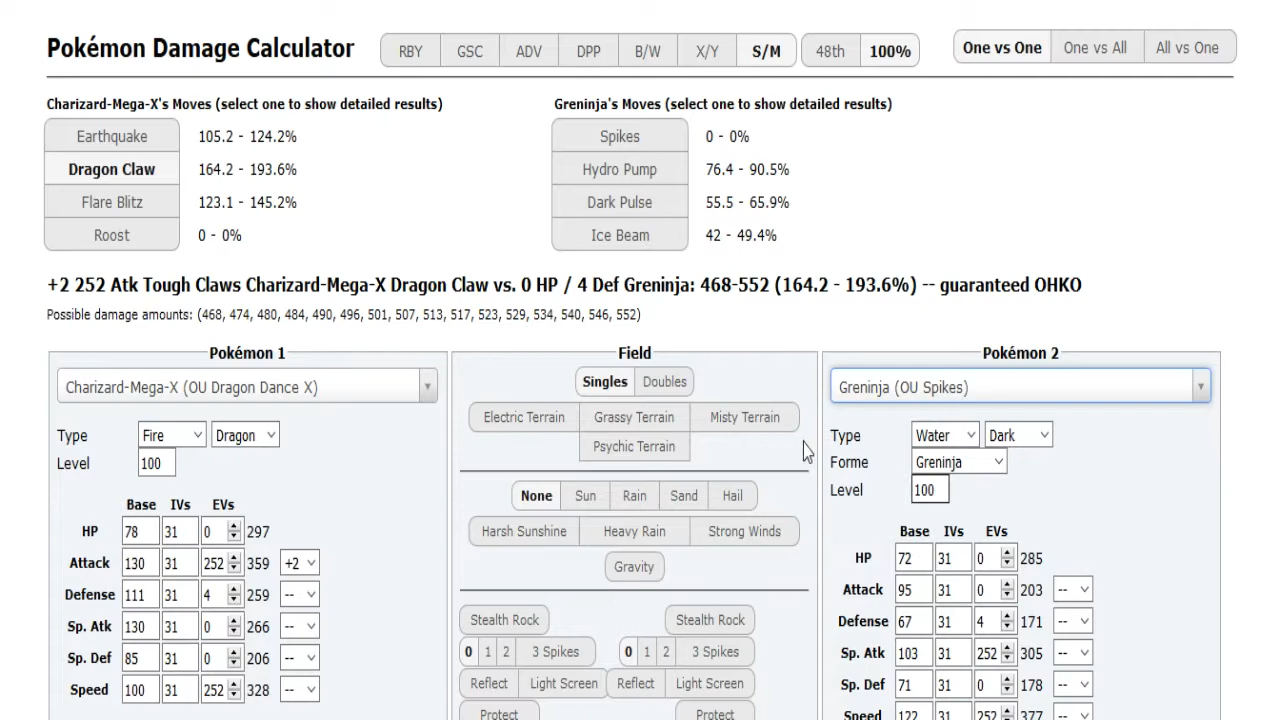 Pokémon Damage Calculator RBY GSC ADV DPP B/W X/Y S/M 48th 100% One vs One One vs All All vs One
Charizard-Mega-X's Moves (select one to show detailed results) Greninja's Moves (select one to show detailed results)
Earthquake 105.2 - 124.2% Spikes 0 - 0%
Dragon Claw 164.2 - 193.6% Hydro Pump 76.4 - 90.5%
Flare Blitz 123.1 - 145.2% Dark Pulse 55.5 - 65.9%
Roost 0 - 0% Ice Beam 42 - 49.4%
+2 252 Atk Tough Claws Charizard-Mega-X Dragon Claw vs. 0 HP / 4 Def Greninja: 468-552 (164.2 - 193.6%) -- guaranteed OHKO
Possible damage amounts: (468, 474, 480, 484, 490, 496, 501, 507, 513, 517, 523, 529, 534, 540, 546, 552)
Pokémon 1
Charizard-Mega-X (OU Dragon Dance X)
Type Fire Dragon
Level 100
Base IVs EVs
HP 78 31 0 297
Attack 130 31 252 359 +2
Defense 111 31 4 259 --
Sp. Atk 130 31 0 266 --
Sp. Def 85 31 0 206 --
Speed 100 31 252 328 --
Field
Singles Doubles
Electric Terrain Grassy Terrain Misty Terrain
Psychic Terrain
None Sun Rain Sand Hail
Harsh Sunshine Heavy Rain Strong Winds
Gravity
Stealth Rock Stealth Rock
0 1 2 3 Spikes 0 1 2 3 Spikes
Reflect Light Screen Reflect Light Screen
Protect Protect
Pokémon 2
Greninja (OU Spikes)
Type Water Dark
Forme Greninja
Level 100
Base IVs EVs
HP 72 31 0 285
Attack 95 31 0 203 --
Defense 67 31 4 171 --
Sp. Atk 103 31 252 305 --
Sp. Def 71 31 0 178 --
Speed 122 31 252 377 --